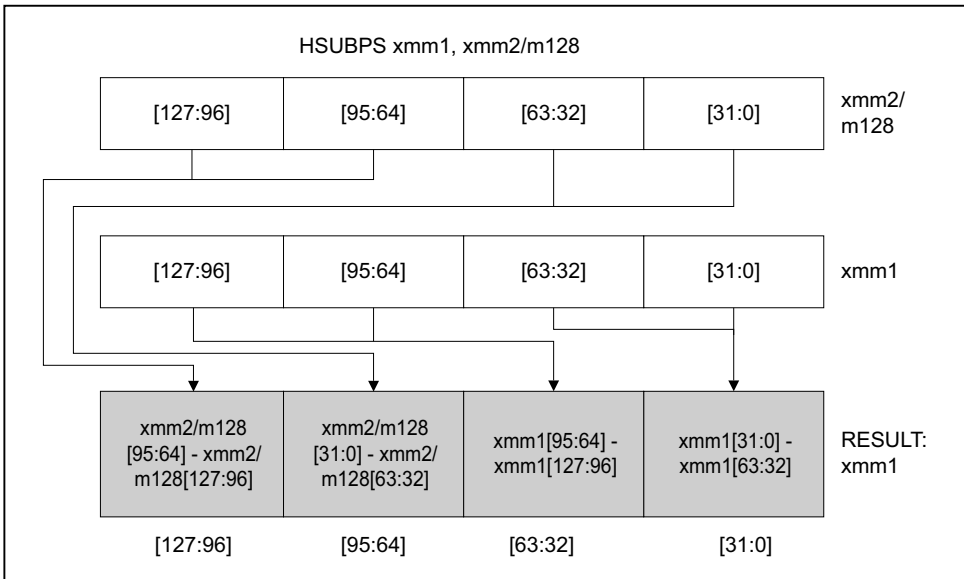 HSUBPS xmm1, xmm2/m128
[127:96] [95:64] [63:32] [31:0] xmm2/
m128
[127:96] [95:64] [63:32] [31:0] xmm1
xmm2/m128
[95:64] - xmm2/
m128[127:96]
xmm2/m128
[31:0] - xmm2/
m128[63:32]
xmm1[95:64] -
xmm1[127:96]
xmm1[31:0] -
xmm1[63:32]
RESULT:
xmm1
[127:96] [95:64] [63:32] [31:0]